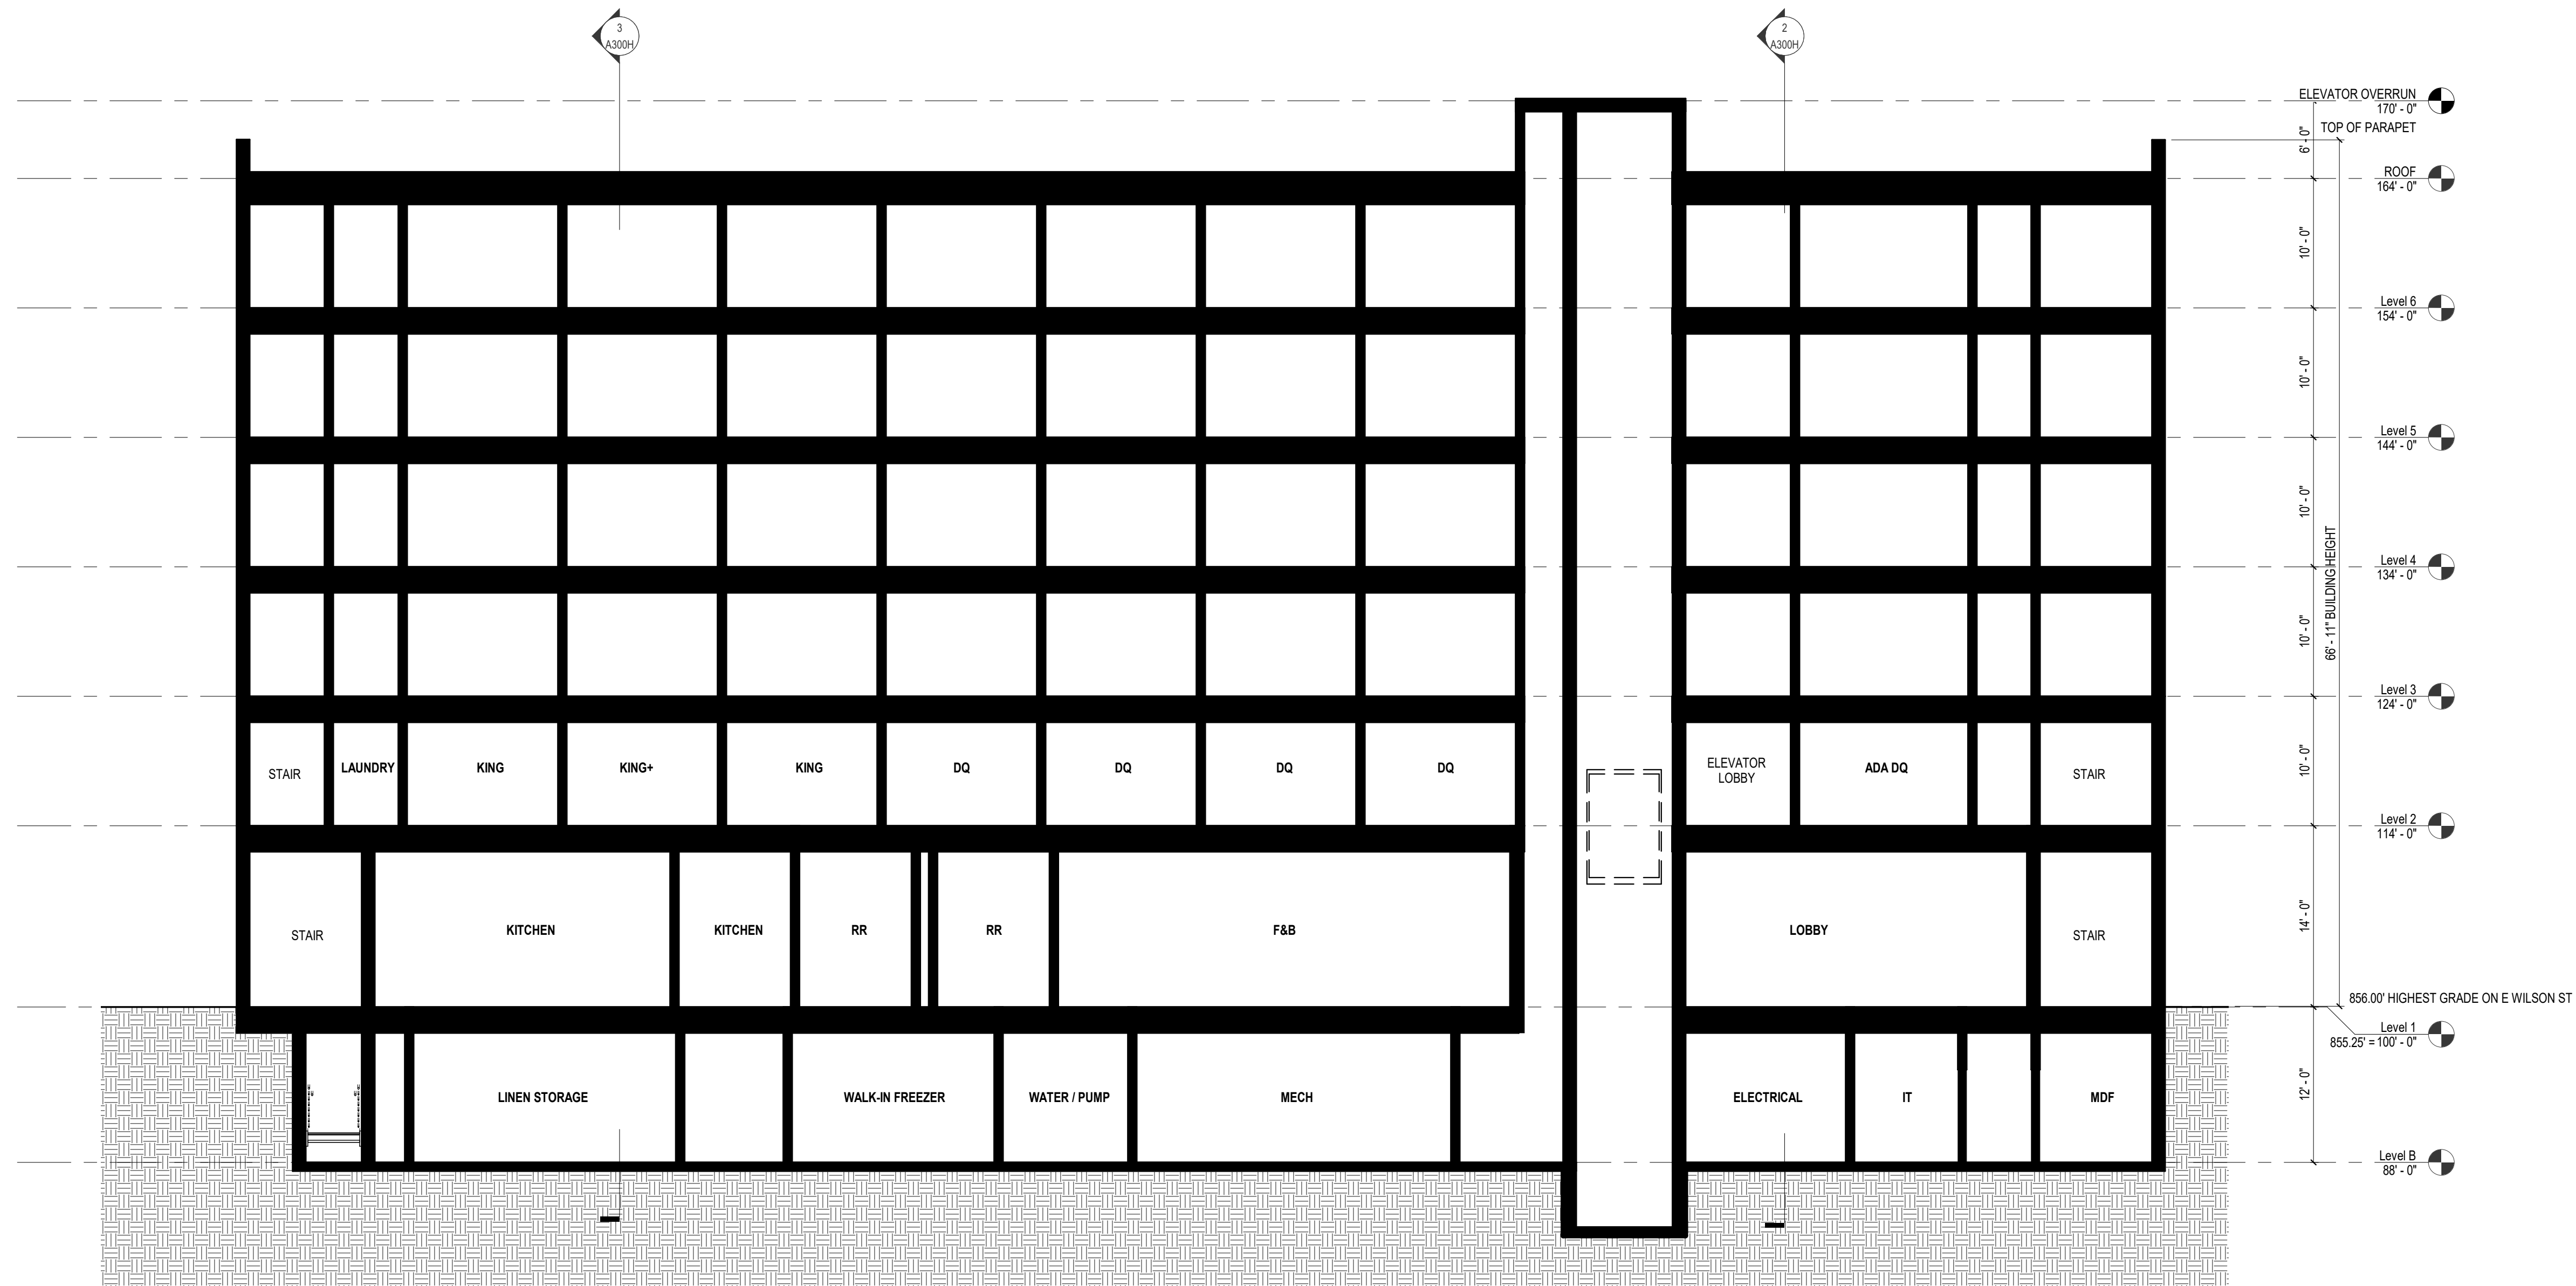 3
A300H
2
A300H
ELEVATOR OVERRUN
170' - 0"
TOP OF PARAPET
6' - 0"
ROOF
164' - 0"
10' - 0"
Level 6
154' - 0"
10' - 0"
Level 5
144' - 0"
10' - 0"
66' - 11" BUILDING HEIGHT
Level 4
134' - 0"
10' - 0"
Level 3
124' - 0"
STAIR
LAUNDRY
KING
KING+
KING
DQ
DQ
DQ
DQ
ELEVATOR
LOBBY
ADA DQ
STAIR
10' - 0"
Level 2
114' - 0"
STAIR
KITCHEN
KITCHEN
RR
RR
F&B
LOBBY
STAIR
14' - 0"
856.00' HIGHEST GRADE ON E WILSON ST
Level 1
855.25' = 100' - 0"
LINEN STORAGE
WALK-IN FREEZER
WATER / PUMP
MECH
ELECTRICAL
IT
MDF
12' - 0"
Level B
88' - 0"